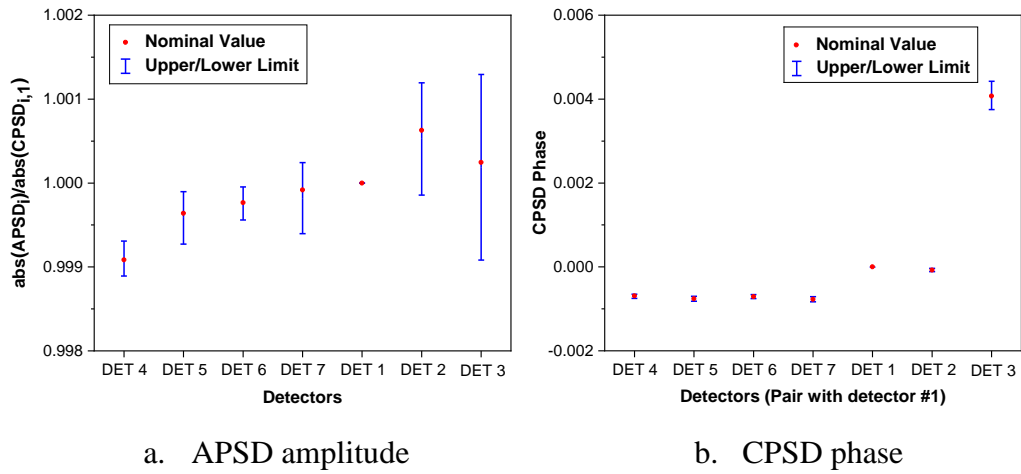 1.002
1.001
1.000
0.999
0.998
abs(APSD_i)/abs(CPSD_i,1)
Nominal Value
Upper/Lower Limit
DET 4 DET 5 DET 6 DET 7 DET 1 DET 2 DET 3
Detectors
a. APSD amplitude
0.006
0.004
0.002
0.000
-0.002
CPSD Phase
Nominal Value
Upper/Lower Limit
DET 4 DET 5 DET 6 DET 7 DET 1 DET 2 DET 3
Detectors (Pair with detector #1)
b. CPSD phase